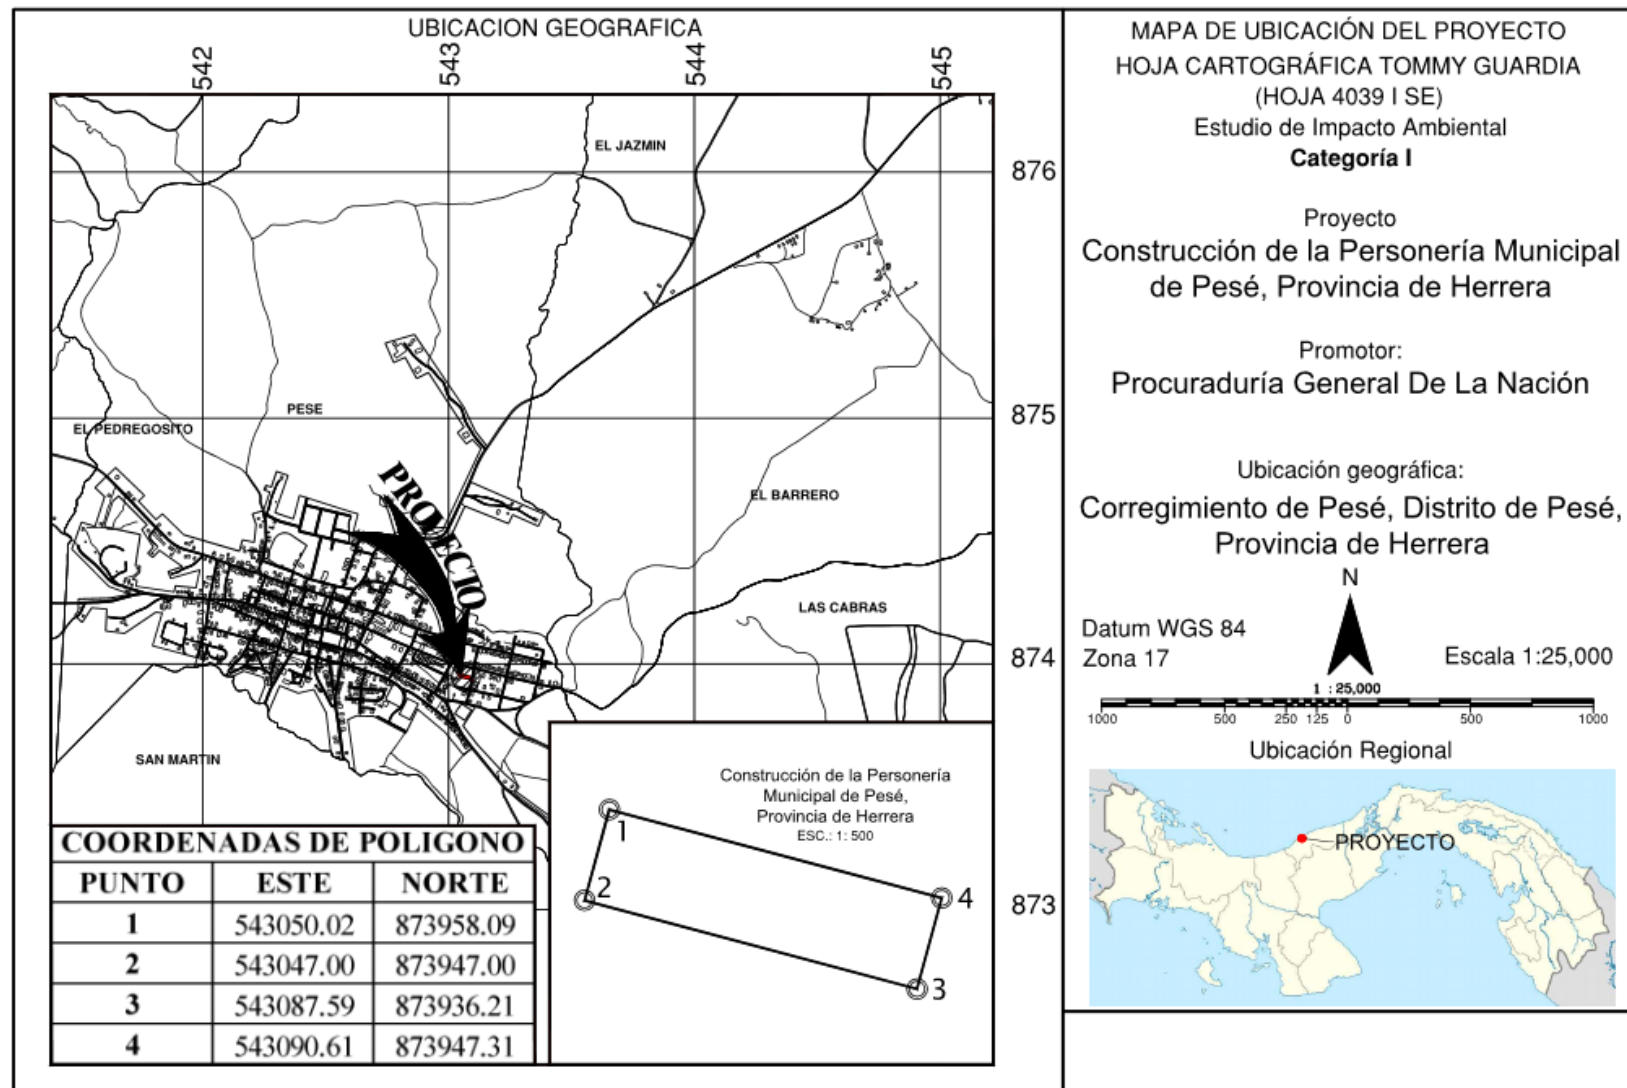 UBICACION GEOGRAFICA
542
543
544
545
EL JAZMIN
876
PESE
875
EL PEDREGOSITO
PROYECTO
EL BARRERO
LAS CABRAS
874
SAN MARTIN
873
Construcción de la Personería
Municipal de Pesé,
Provincia de Herrera
ESC.: 1: 500
1
2
4
3
COORDENADAS DE POLIGONO
PUNTO ESTE NORTE
1 543050.02 873958.09
2 543047.00 873947.00
3 543087.59 873936.21
4 543090.61 873947.31
MAPA DE UBICACIÓN DEL PROYECTO
HOJA CARTOGRÁFICA TOMMY GUARDIA
(HOJA 4039 I SE)
Estudio de Impacto Ambiental
Categoría I
Proyecto
Construcción de la Personería Municipal
de Pesé, Provincia de Herrera
Promotor:
Procuraduría General De La Nación
Ubicación geográfica:
Corregimiento de Pesé, Distrito de Pesé,
Provincia de Herrera
N
Datum WGS 84
Zona 17
Escala 1:25,000
1 : 25,000
1000 500 250 125 0 500 1000
Ubicación Regional
PROYECTO